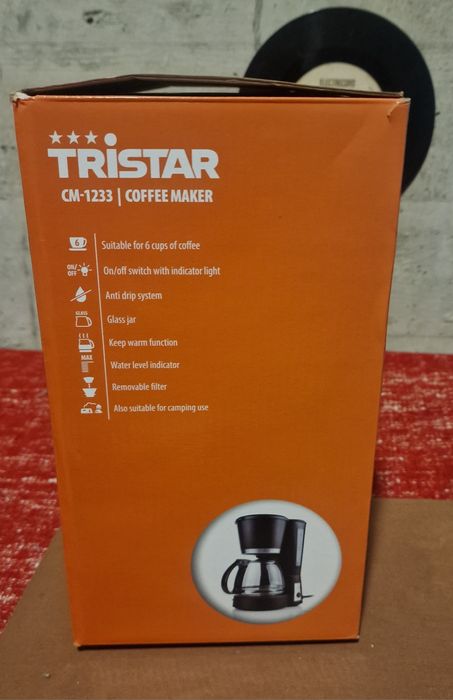 ELECTRECORD
TRISTAR
CM-1233 | COFFEE MAKER
6 Suitable for 6 cups of coffee
ON/OFF On/off switch with indicator light
Anti drip system
GLASS Glass jar
Keep warm function
MAX Water level indicator
Removable filter
Also suitable for camping use